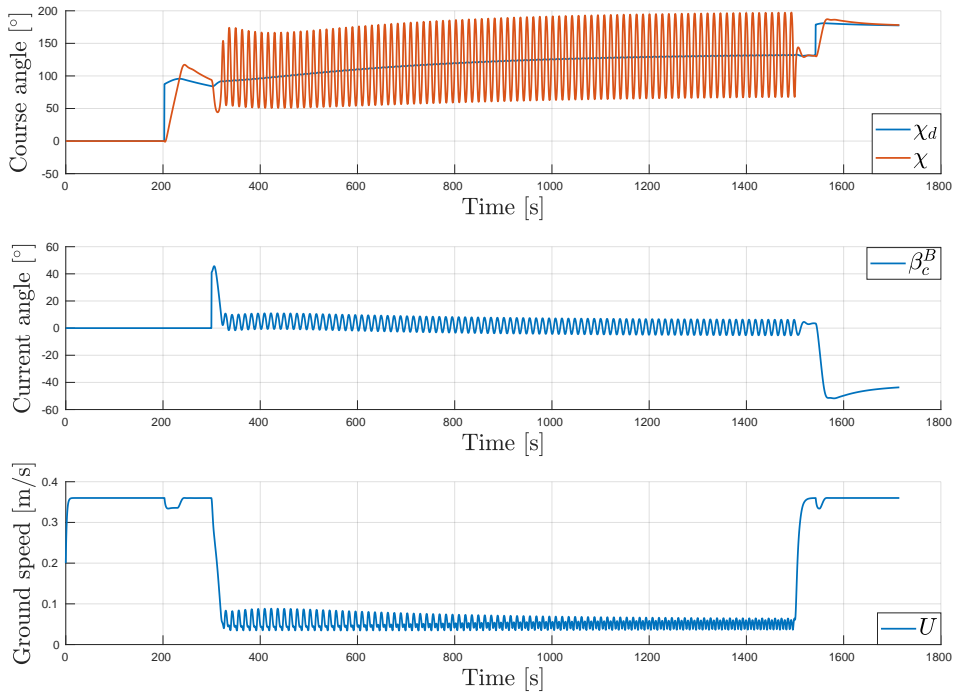 200
150
100
50
0
-50
Course angle [°]
χ_d
χ
0 200 400 600 800 1000 1200 1400 1600 1800
Time [s]
60
40
20
0
-20
-40
-60
Current angle [°]
β_c^B
0 200 400 600 800 1000 1200 1400 1600 1800
Time [s]
0.4
0.3
0.2
0.1
0
Ground speed [m/s]
U
0 200 400 600 800 1000 1200 1400 1600 1800
Time [s]